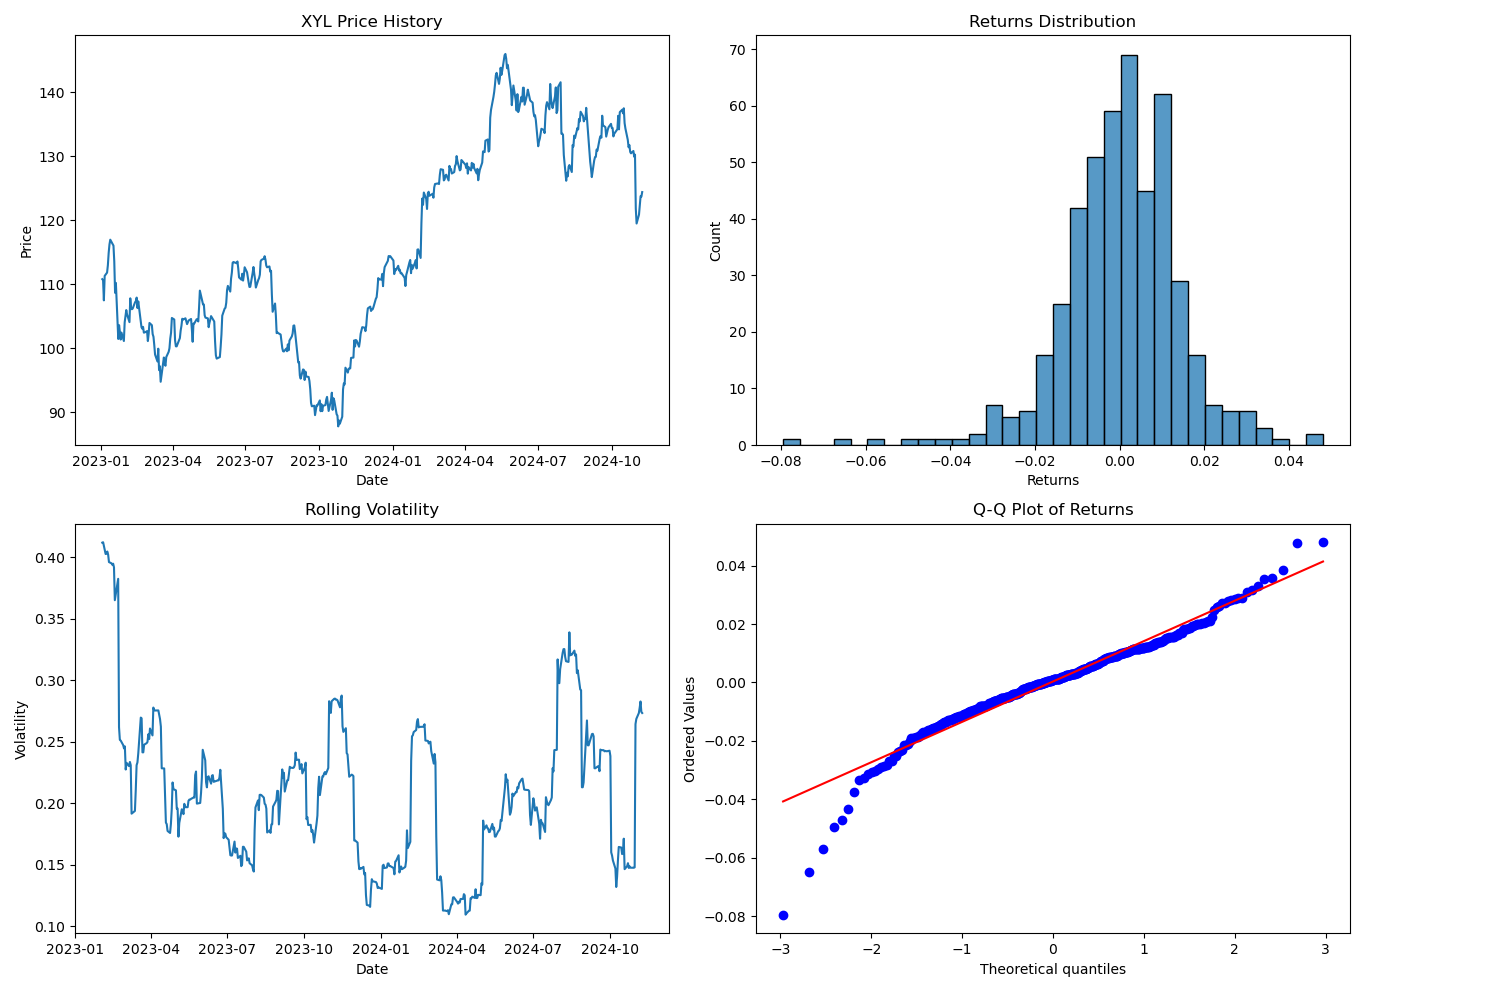 XYL Price History
Price
140
130
120
110
100
90
2023-01 2023-04 2023-07 2023-10 2024-01 2024-04 2024-07 2024-10
Date
Returns Distribution
Count
70
60
50
40
30
20
10
0
−0.08 −0.06 −0.04 −0.02 0.00 0.02 0.04
Returns
Rolling Volatility
Volatility
0.40
0.35
0.30
0.25
0.20
0.15
0.10
2023-01 2023-04 2023-07 2023-10 2024-01 2024-04 2024-07 2024-10
Date
Q-Q Plot of Returns
Ordered Values
0.04
0.02
0.00
−0.02
−0.04
−0.06
−0.08
−3 −2 −1 0 1 2 3
Theoretical quantiles